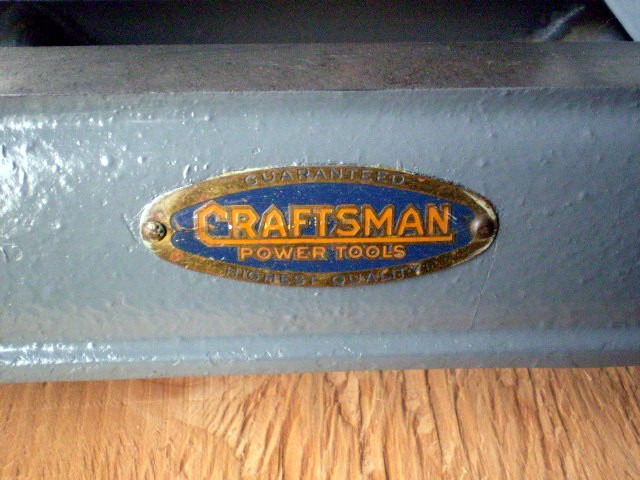 GUARANTEED
CRAFTSMAN
POWER TOOLS
HIGHEST QUALITY